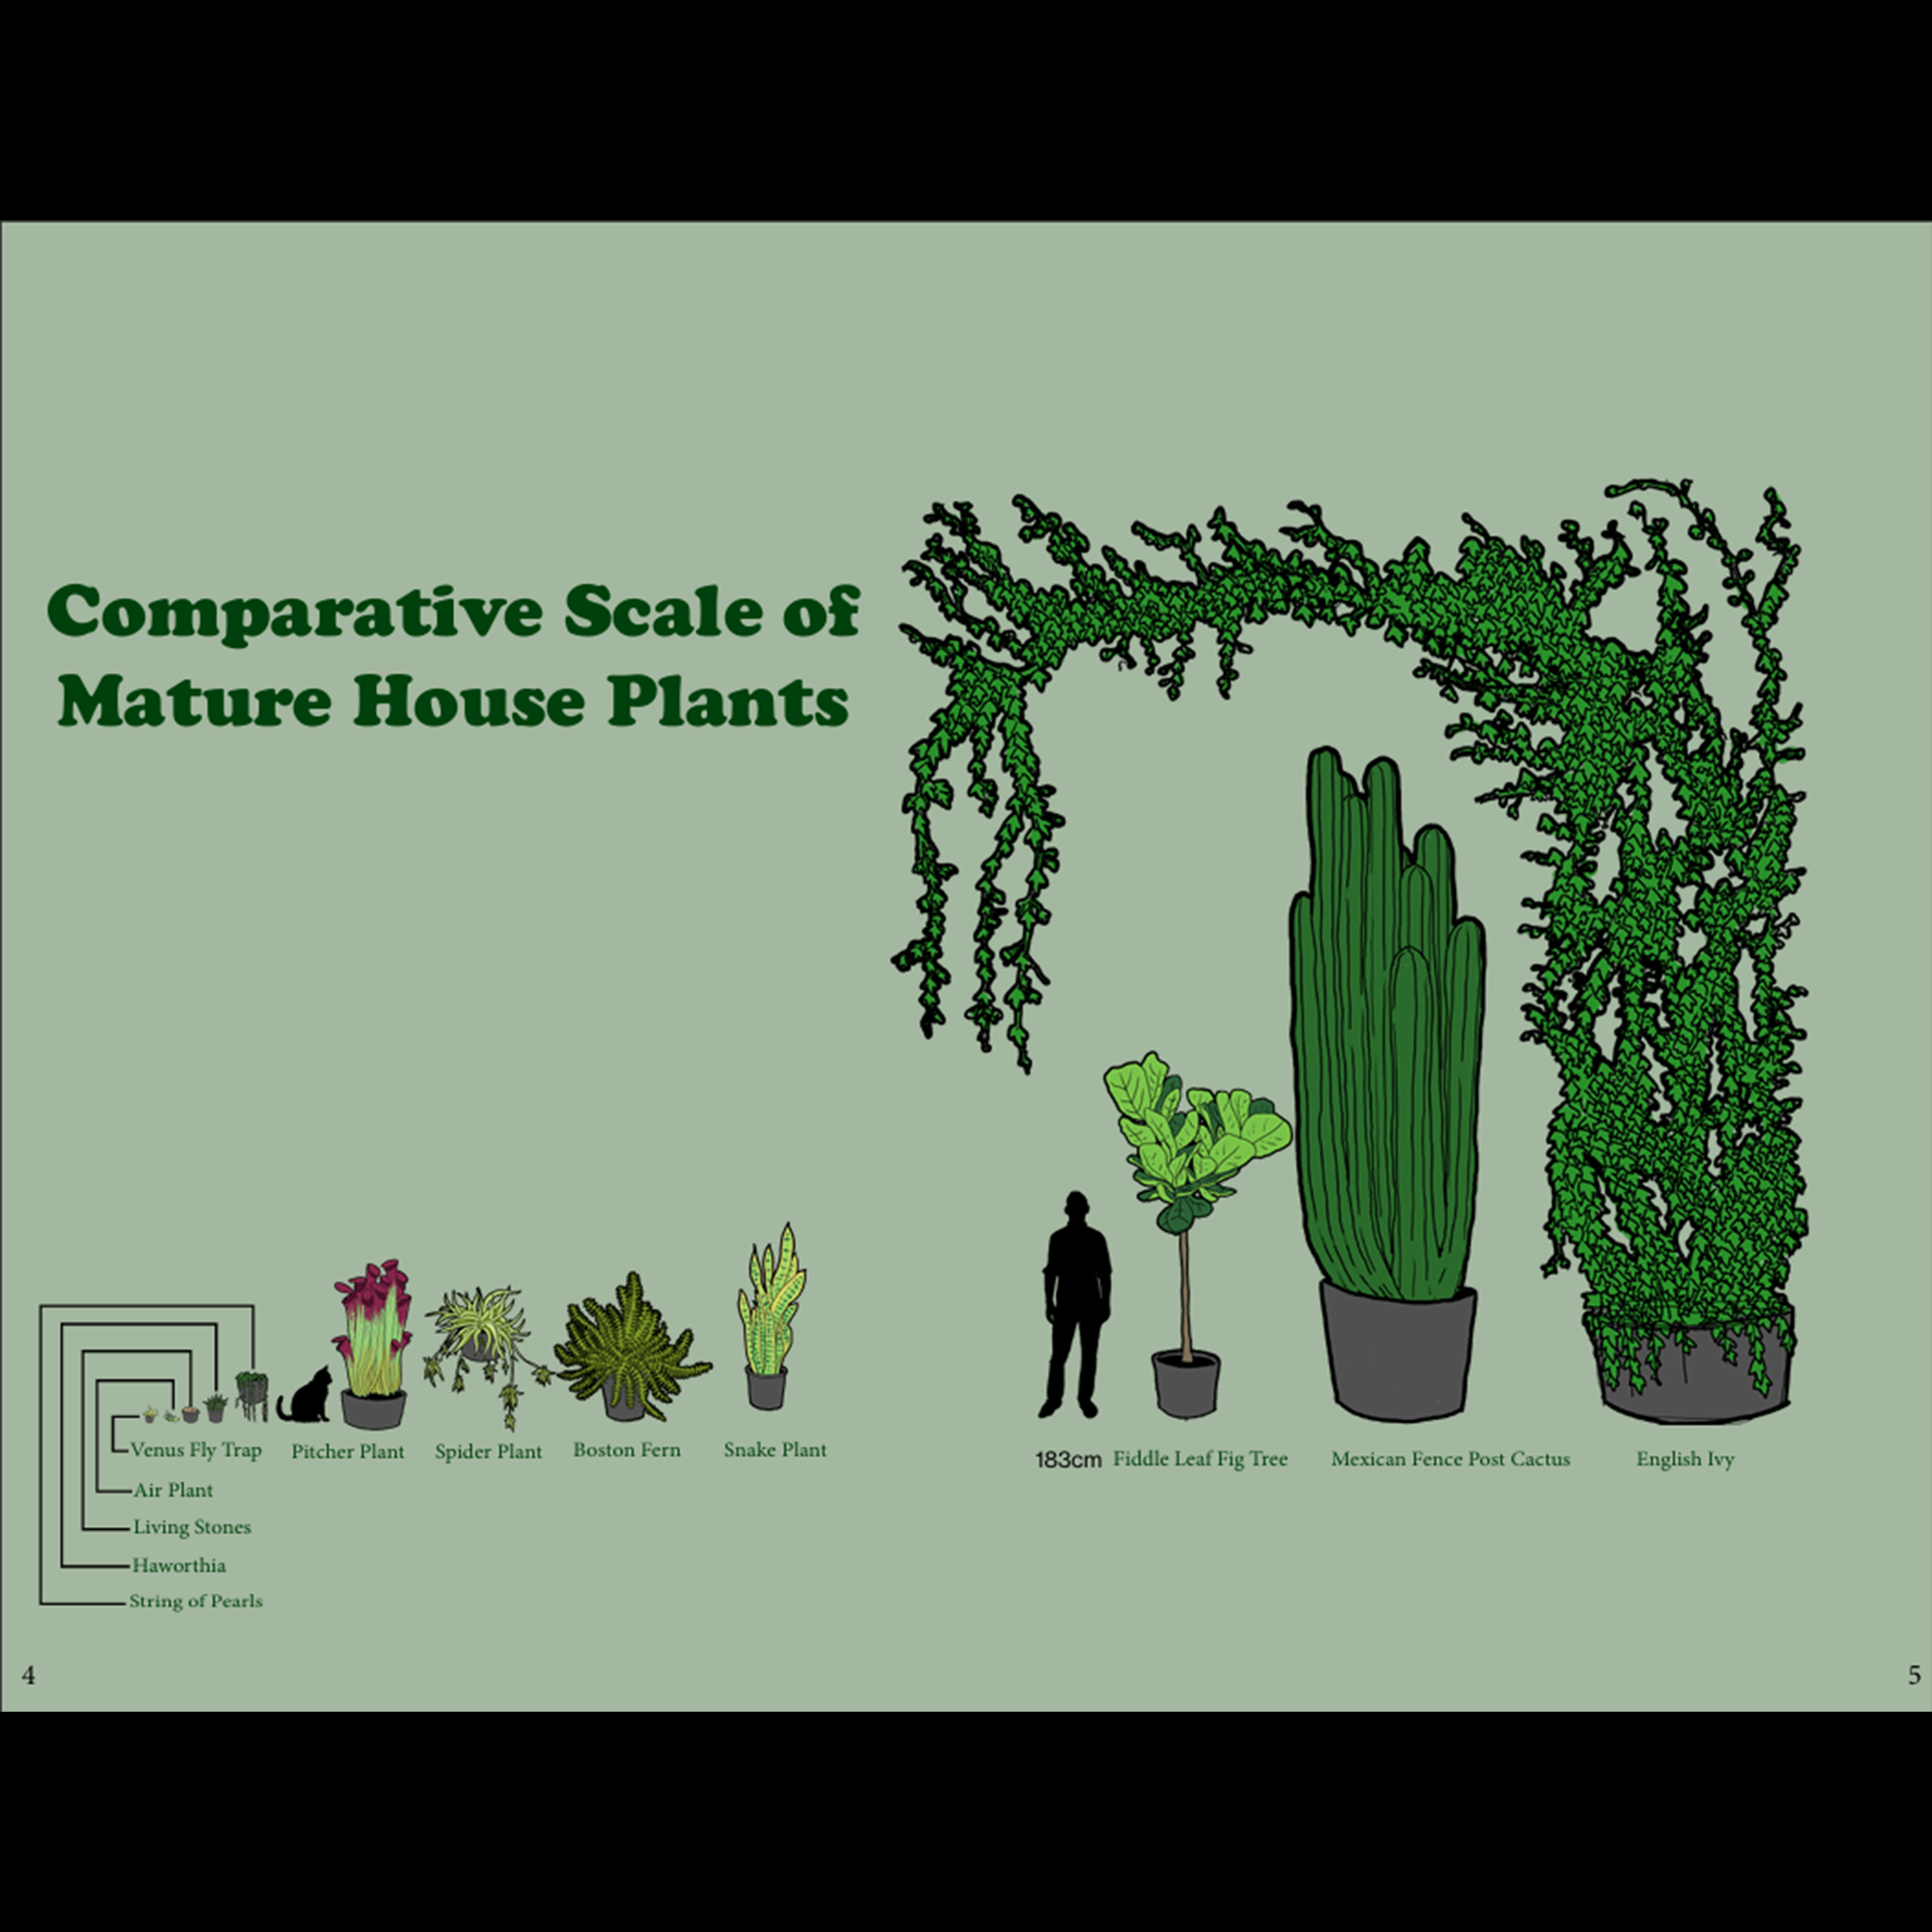 Comparative Scale of
Mature House Plants
Venus Fly Trap
Air Plant
Living Stones
Haworthia
String of Pearls
Pitcher Plant
Spider Plant
Boston Fern
Snake Plant
183cm
Fiddle Leaf Fig Tree
Mexican Fence Post Cactus
English Ivy
4
5